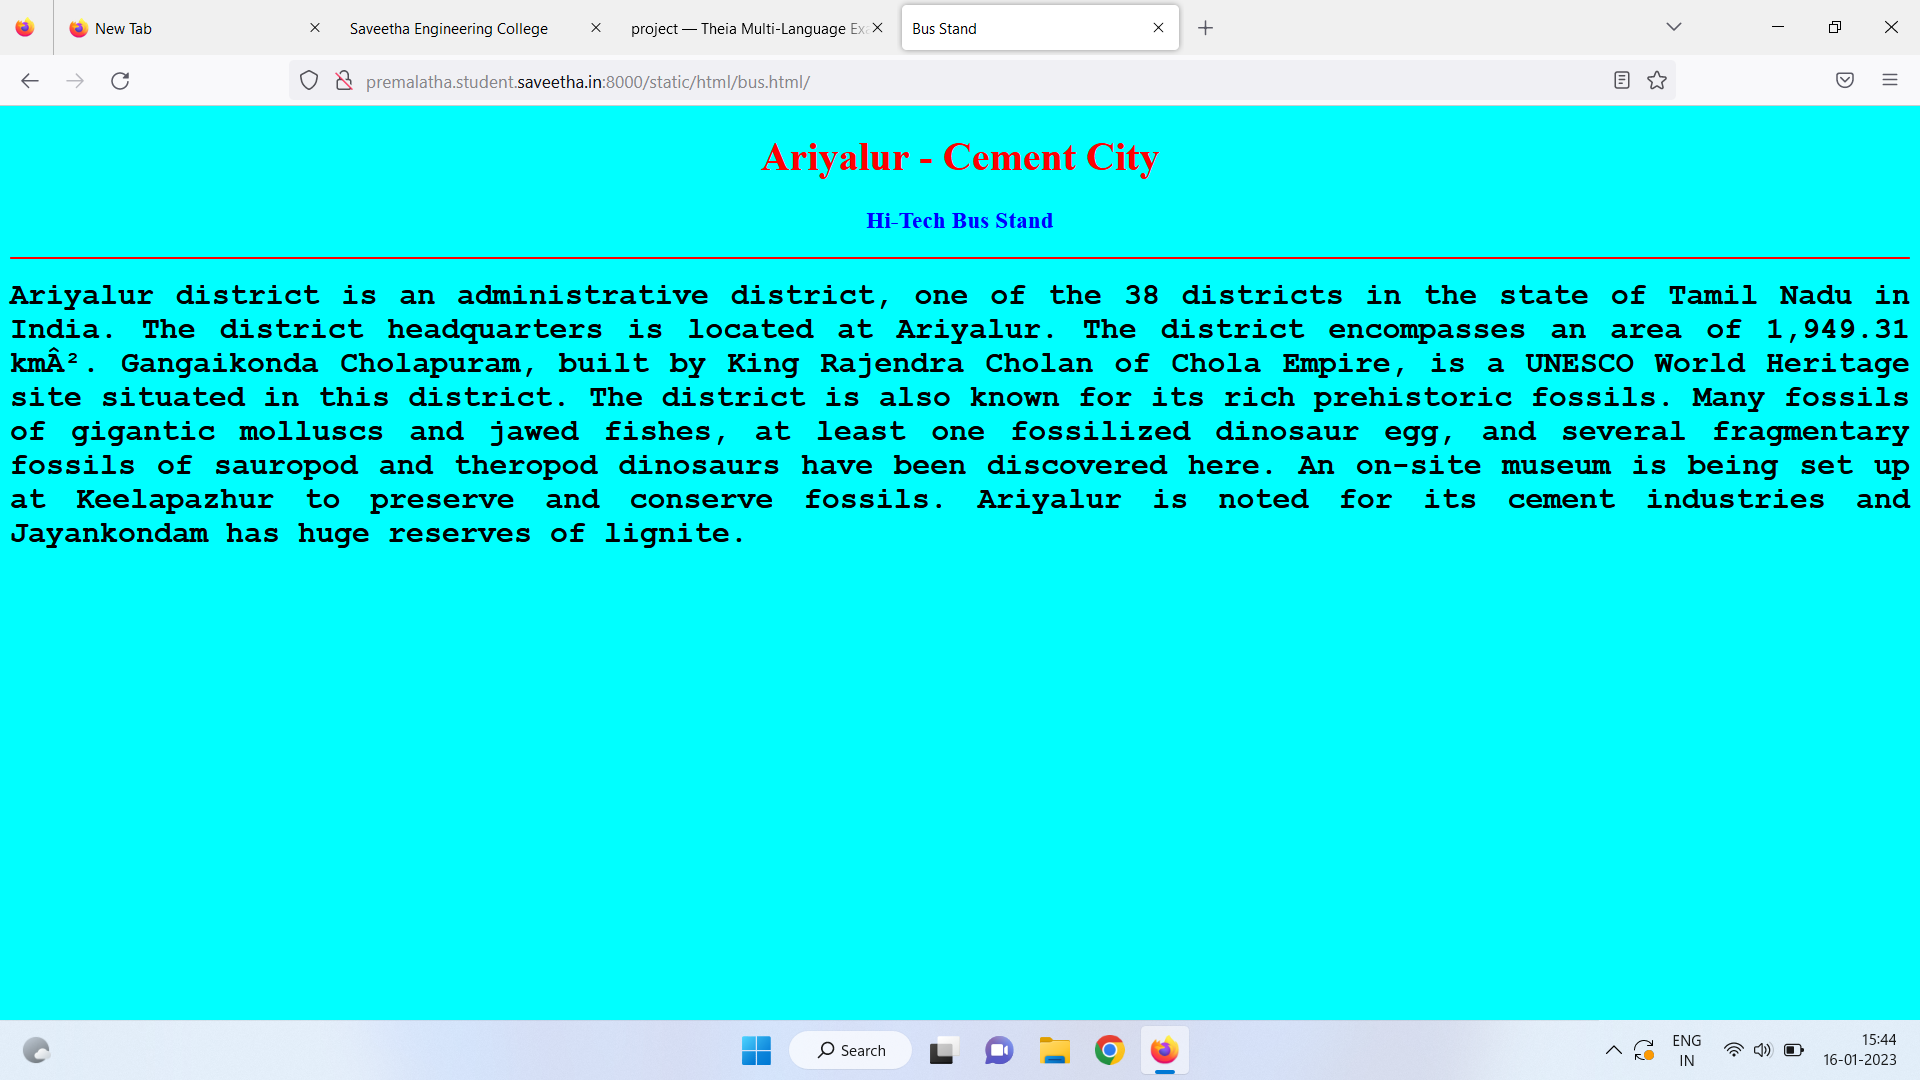 New Tab
Saveetha Engineering College
project — Theia Multi-Language Ex
Bus Stand
premalatha.student.saveetha.in:8000/static/html/bus.html/
Ariyalur - Cement City
Hi-Tech Bus Stand
Ariyalur district is an administrative district, one of the 38 districts in the state of Tamil Nadu in
India. The district headquarters is located at Ariyalur. The district encompasses an area of 1,949.31
kmÂ². Gangaikonda Cholapuram, built by King Rajendra Cholan of Chola Empire, is a UNESCO World Heritage
site situated in this district. The district is also known for its rich prehistoric fossils. Many fossils
of gigantic molluscs and jawed fishes, at least one fossilized dinosaur egg, and several fragmentary
fossils of sauropod and theropod dinosaurs have been discovered here. An on-site museum is being set up
at Keelapazhur to preserve and conserve fossils. Ariyalur is noted for its cement industries and
Jayankondam has huge reserves of lignite.
Search
ENG
IN
15:44
16-01-2023